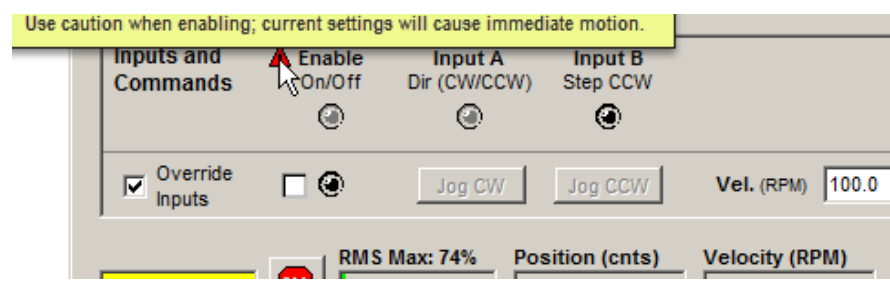 Use caution when enabling; current settings will cause immediate motion.
Inputs and Enable Input A Input B
Commands On/Off Dir (CW/CCW) Step CCW
Override
Inputs
Jog CW Jog CCW Vel. (RPM) 100.0
RMS Max: 74% Position (cnts) Velocity (RPM)